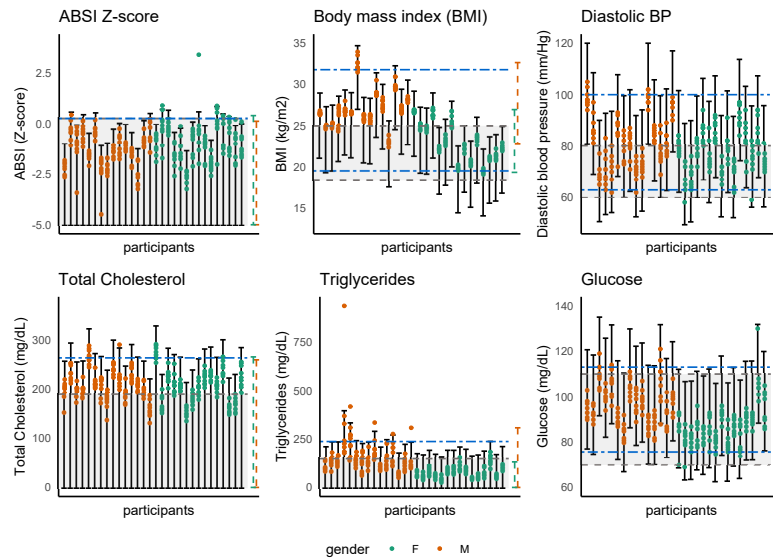 ABSI Z-score
ABSI (Z-score)
2.5
0.0
-2.5
-5.0
participants
Body mass index (BMI)
BMI (kg/m2)
35
30
25
20
15
participants
Diastolic BP
Diastolic blood pressure (mm/Hg)
120
100
80
60
participants
Total Cholesterol
Total Cholesterol (mg/dL)
300
200
100
0
participants
Triglycerides
Triglycerides (mg/dL)
750
500
250
0
participants
Glucose
Glucose (mg/dL)
140
120
100
80
60
participants
gender F M